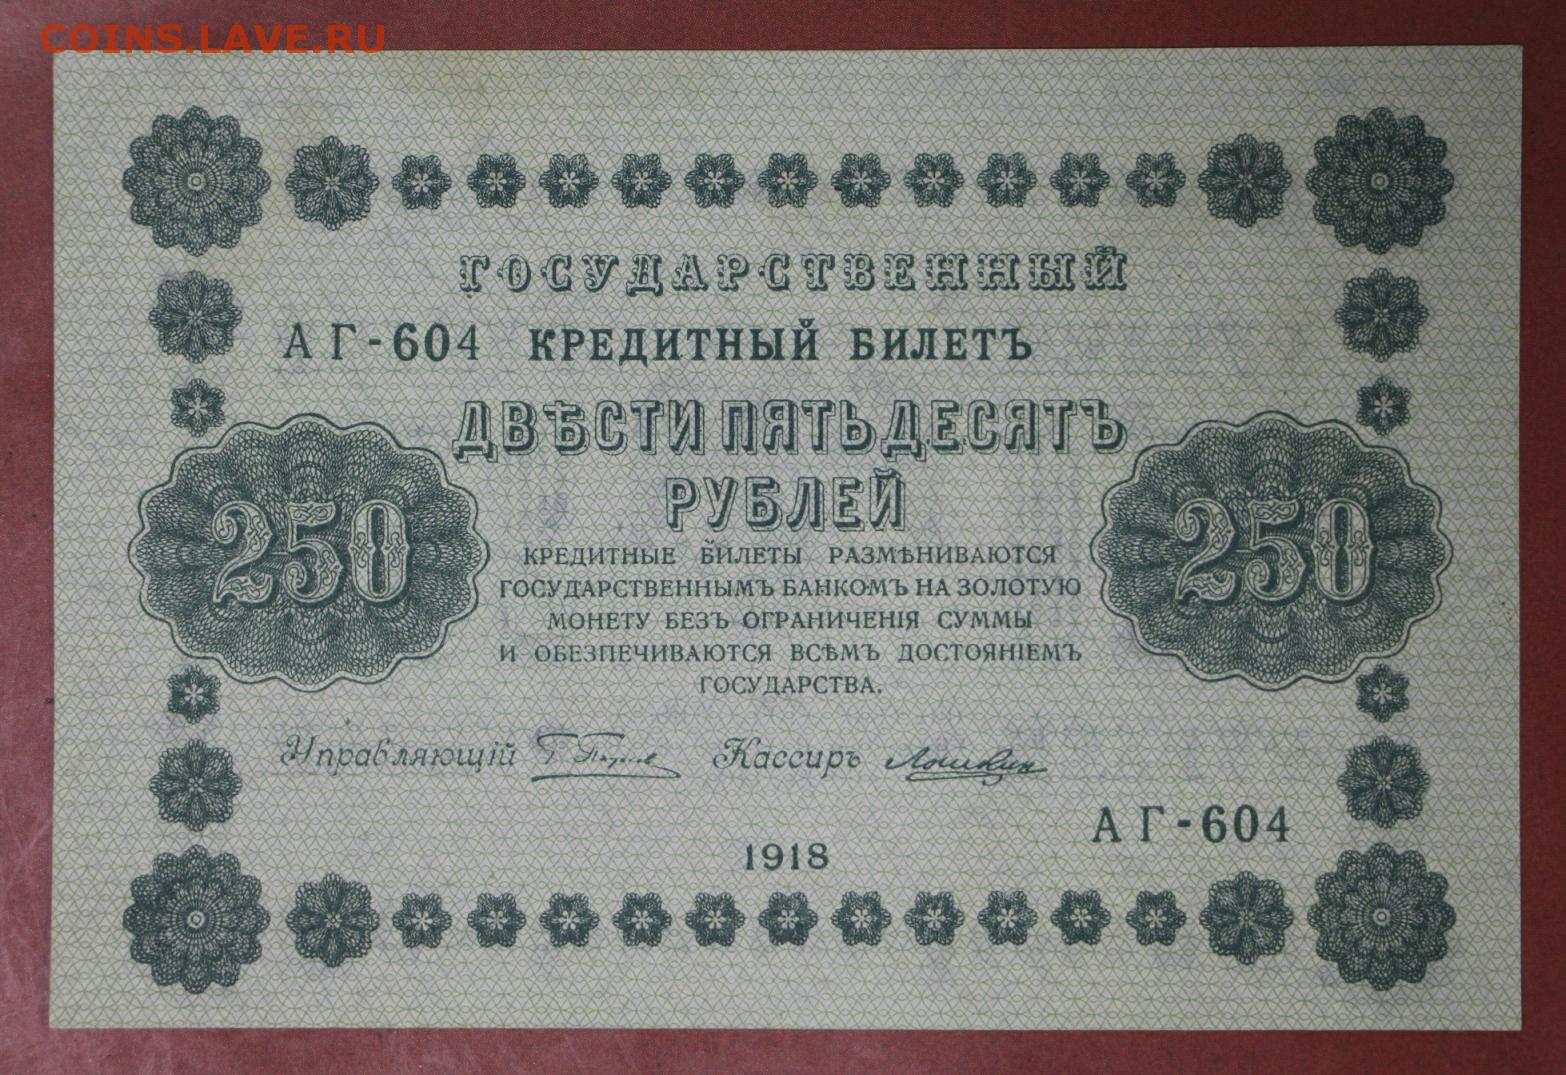 COINS.LAVE.RU
ГОСУДАРСТВЕННЫЙ
АГ-604 КРЕДИТНЫЙ БИЛЕТЪ
ДВѢСТИ ПЯТЬДЕСЯТЪ
РУБЛЕЙ
250 250
КРЕДИТНЫЕ БИЛЕТЫ РАЗМѢНИВАЮТСЯ
ГОСУДАРСТВЕННЫМЪ БАНКОМЪ НА ЗОЛОТУЮ
МОНЕТУ БЕЗЪ ОГРАНИЧЕНІЯ СУММЫ
И ОБЕЗПЕЧИВАЮТСЯ ВСѢМЪ ДОСТОЯНІЕМЪ
ГОСУДАРСТВА.
Управляющій Кассиръ
АГ-604
1918